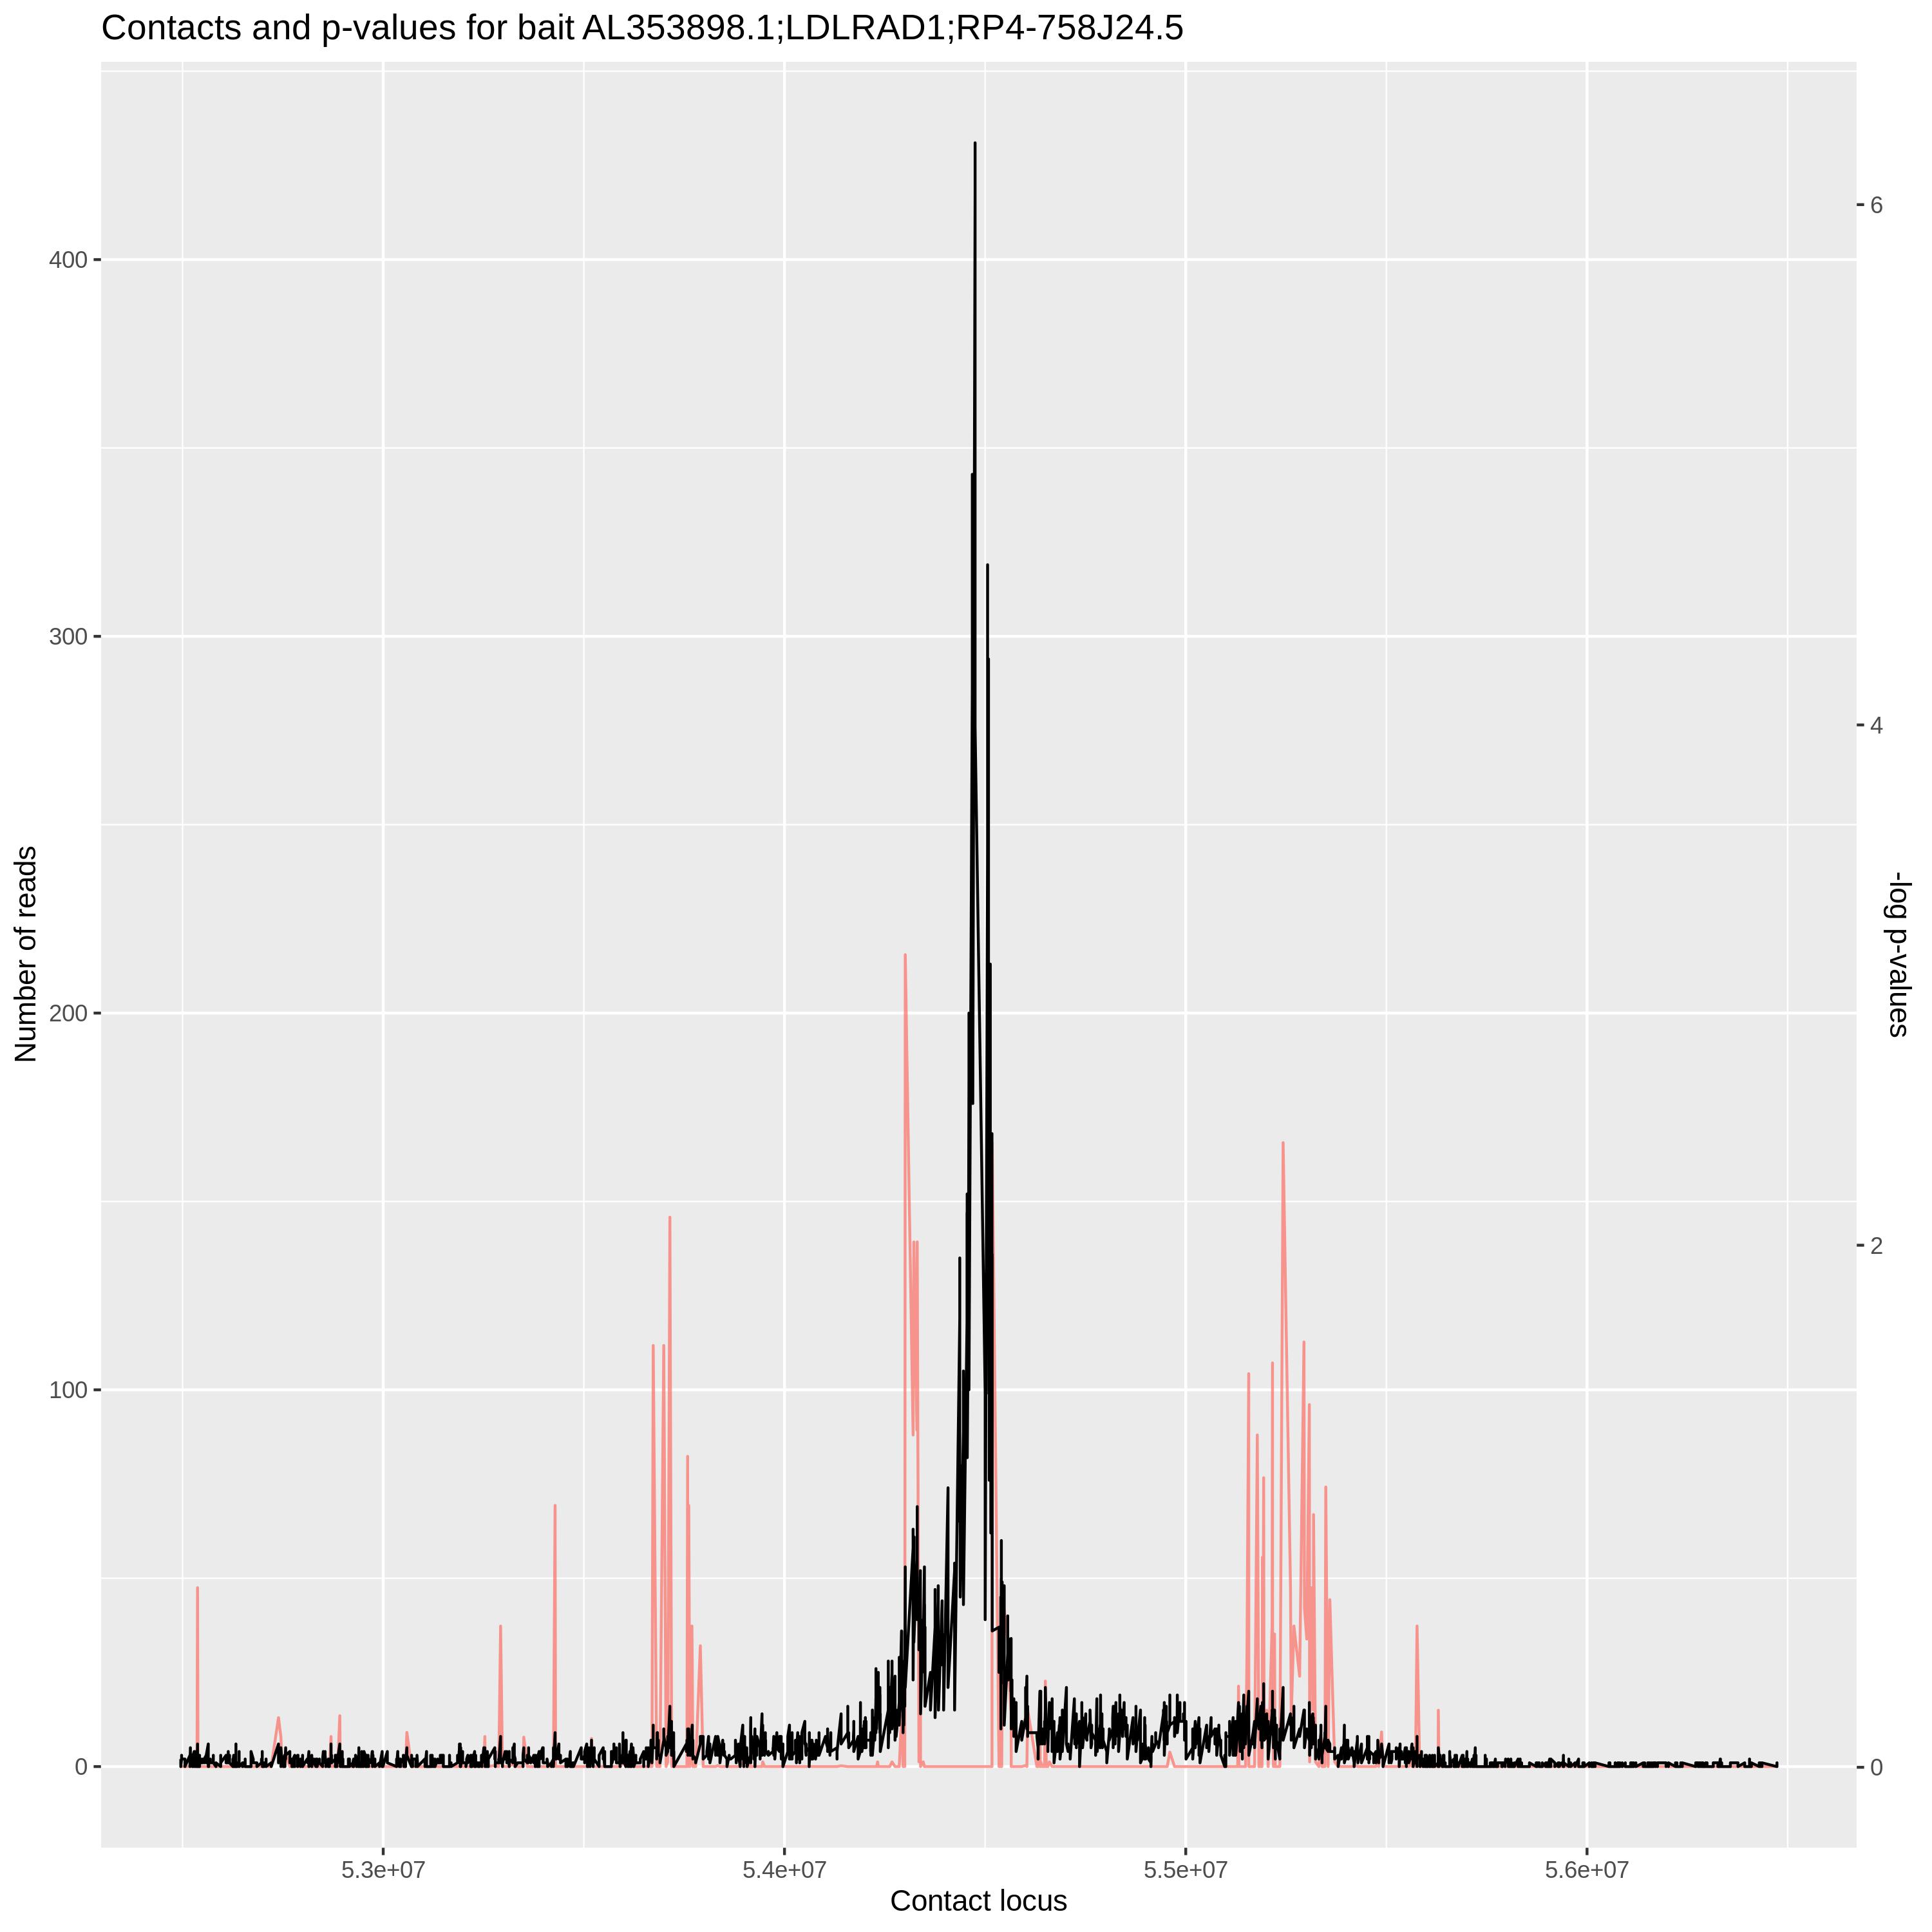 Contacts and p-values for bait AL353898.1;LDLRAD1;RP4-758J24.5
400
300
200
100
0
Number of reads
6
4
2
0
-log p-values
5.3e+07
5.4e+07
5.5e+07
5.6e+07
Contact locus